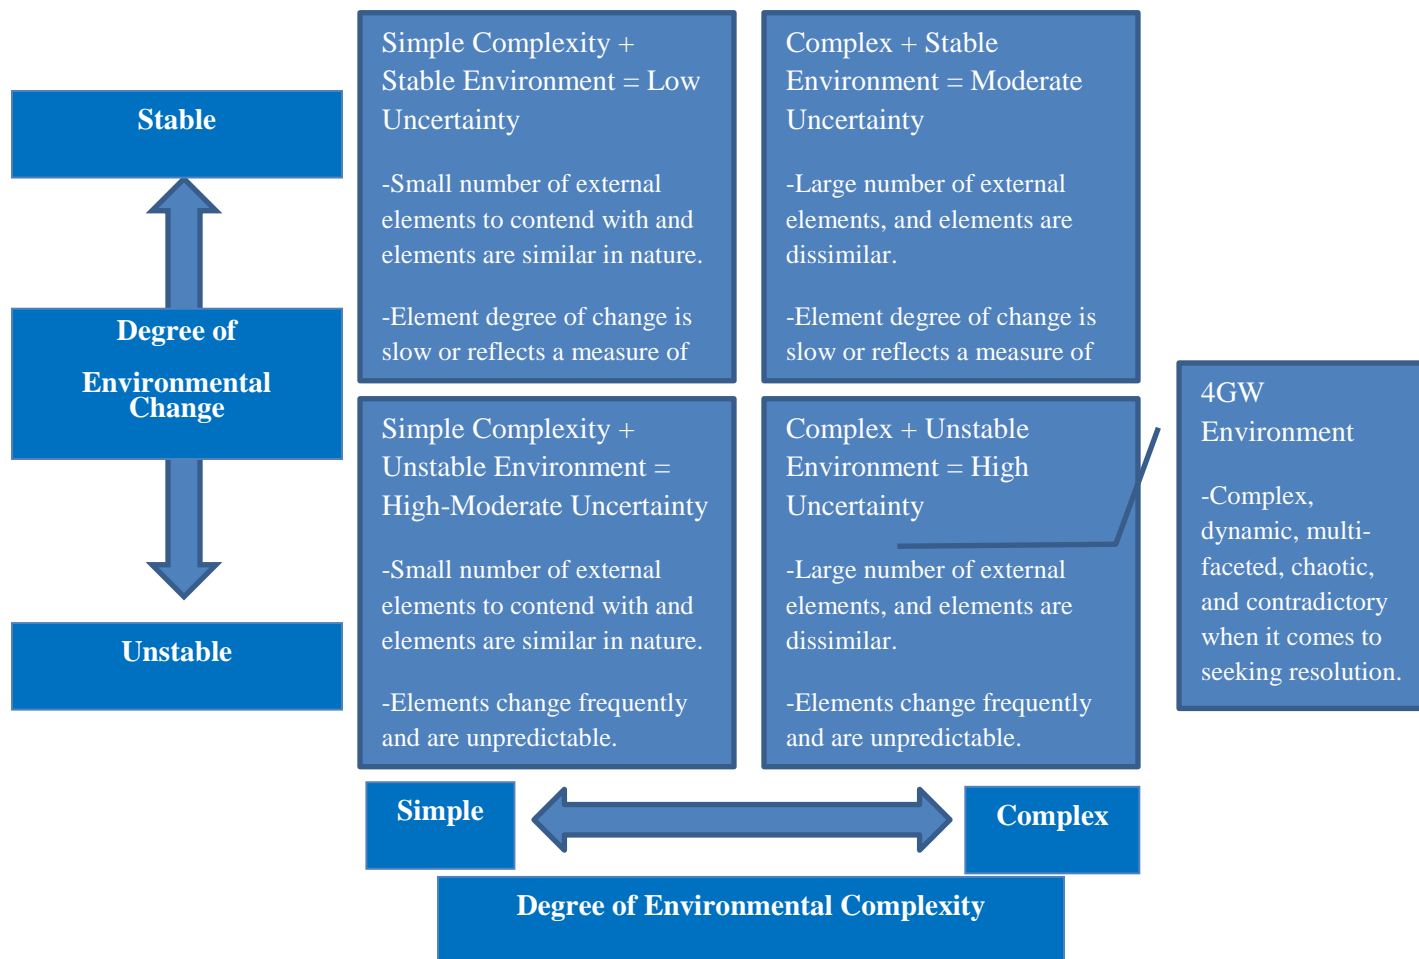 Stable
Degree of
Environmental
Change
Unstable
Simple Complexity +
Stable Environment = Low
Uncertainty
-Small number of external
elements to contend with and
elements are similar in nature.
-Element degree of change is
slow or reflects a measure of
Complex + Stable
Environment = Moderate
Uncertainty
-Large number of external
elements, and elements are
dissimilar.
-Element degree of change is
slow or reflects a measure of
Simple Complexity +
Unstable Environment =
High-Moderate Uncertainty
-Small number of external
elements to contend with and
elements are similar in nature.
-Elements change frequently
and are unpredictable.
Complex + Unstable
Environment = High
Uncertainty
-Large number of external
elements, and elements are
dissimilar.
-Elements change frequently
and are unpredictable.
4GW
Environment
-Complex,
dynamic, multi-
faceted, chaotic,
and contradictory
when it comes to
seeking resolution.
Simple
Complex
Degree of Environmental Complexity